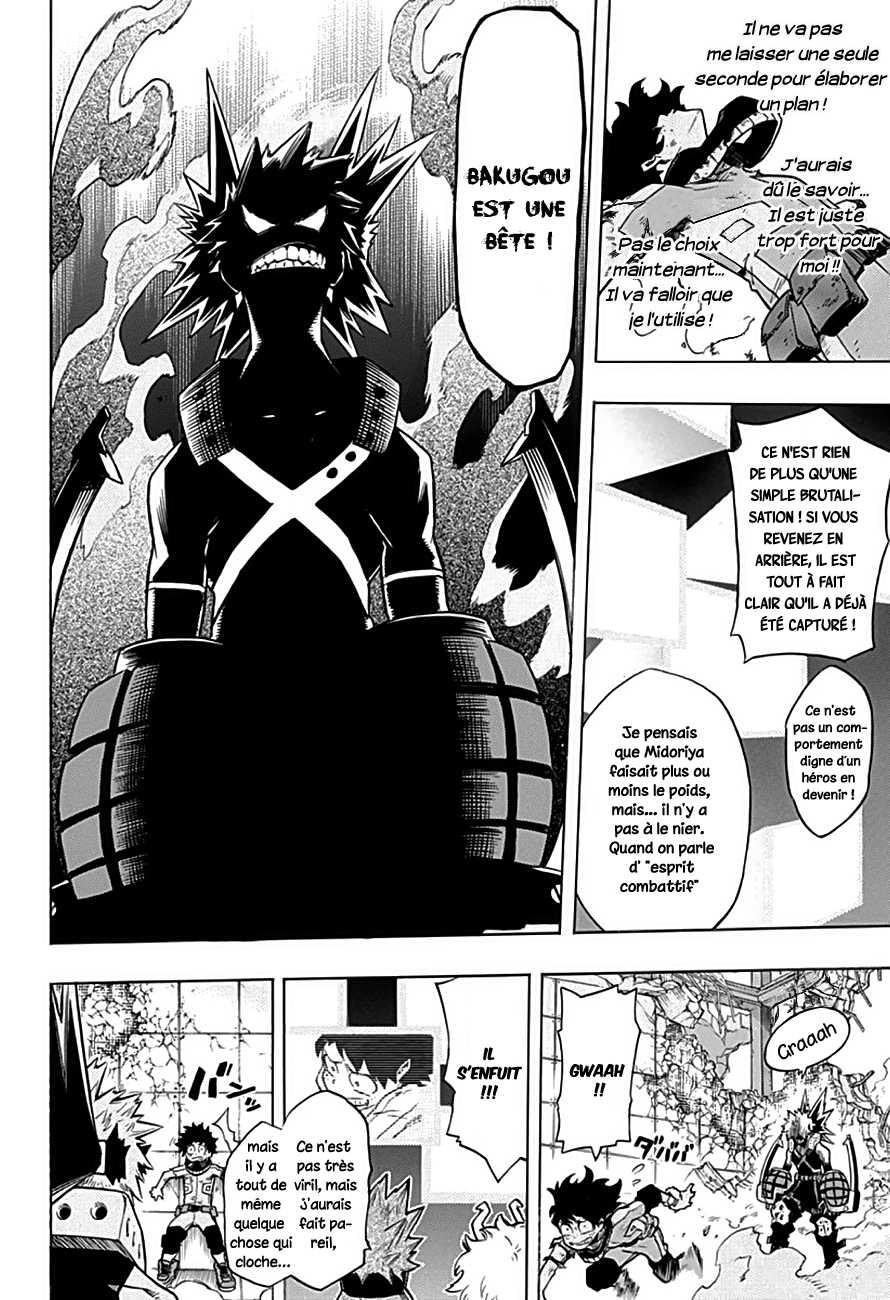 Il ne va pas
me laisser une seule
seconde pour élaborer
un plan !
J'aurais
dû le savoir...
Il est juste
trop fort pour
moi !!
Pas le choix
maintenant...
Il va falloir que
je l'utilise !
CE N'EST RIEN
DE PLUS QU'UNE
SIMPLE BRUTALI-
SATION ! SI VOUS
REVENEZ EN
ARRIÈRE, IL EST
TOUT À FAIT
CLAIR QU'IL A DÉJÀ
ÉTÉ CAPTURÉ !
Ce n'est
pas un com-
portement
digne d'un
héros en
devenir !
Je pensais
que Midoriya
faisait plus ou
moins le poids,
mais... il n'y a
pas à le nier.
Quand on parle
d' "esprit
combattif"
BAKUGOU
EST UNE
BÊTE !
Graaah
GWAAH
!!
ダババ
IL
S'ENFUIT
!!!
Ce n'est
pas très
viril, mais
j'aurais
fait pa-
reil,
mais
il y a
tout de
même
quelque
chose qui
cloche...
バン